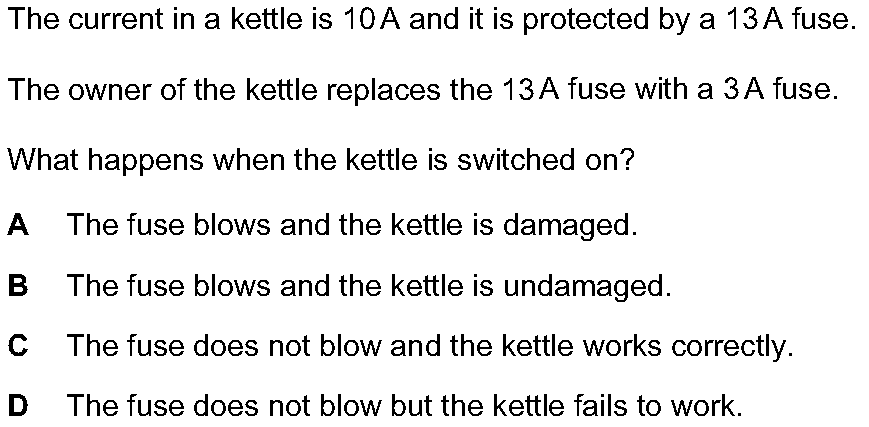 The current in a kettle is 10 A and it is protected by a 13 A fuse.
The owner of the kettle replaces the 13 A fuse with a 3 A fuse.
What happens when the kettle is switched on?
A The fuse blows and the kettle is damaged.
B The fuse blows and the kettle is undamaged.
C The fuse does not blow and the kettle works correctly.
D The fuse does not blow but the kettle fails to work.